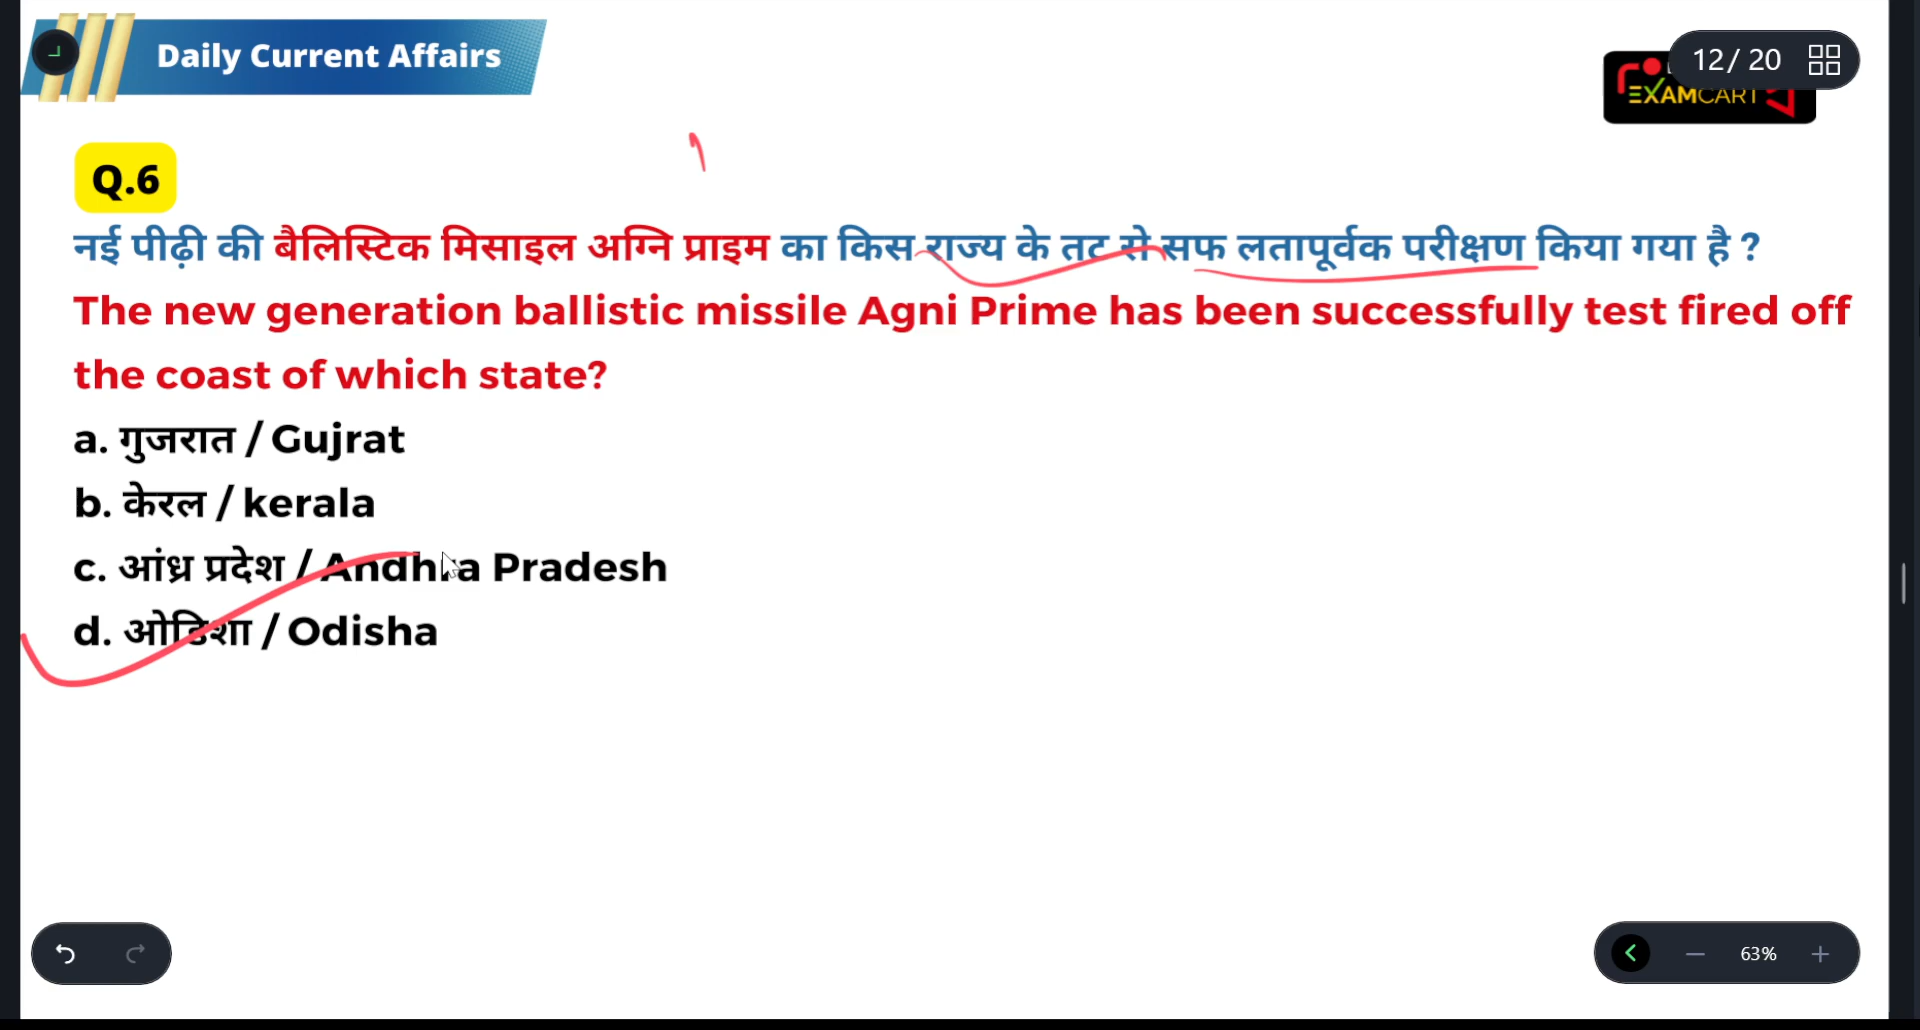 Daily Current Affairs
12/ 20
EXAMCART
Q.6
नई पीढ़ी की बैलिस्टिक मिसाइल अग्नि प्राइम का किस राज्य के तट से सफ लतापूर्वक परीक्षण किया गया है ?
The new generation ballistic missile Agni Prime has been successfully test fired off
the coast of which state?
a. गुजरात / Gujrat
b. केरल / kerala
c. आंध्र प्रदेश / Andhra Pradesh
d. ओडिशा / Odisha
63%